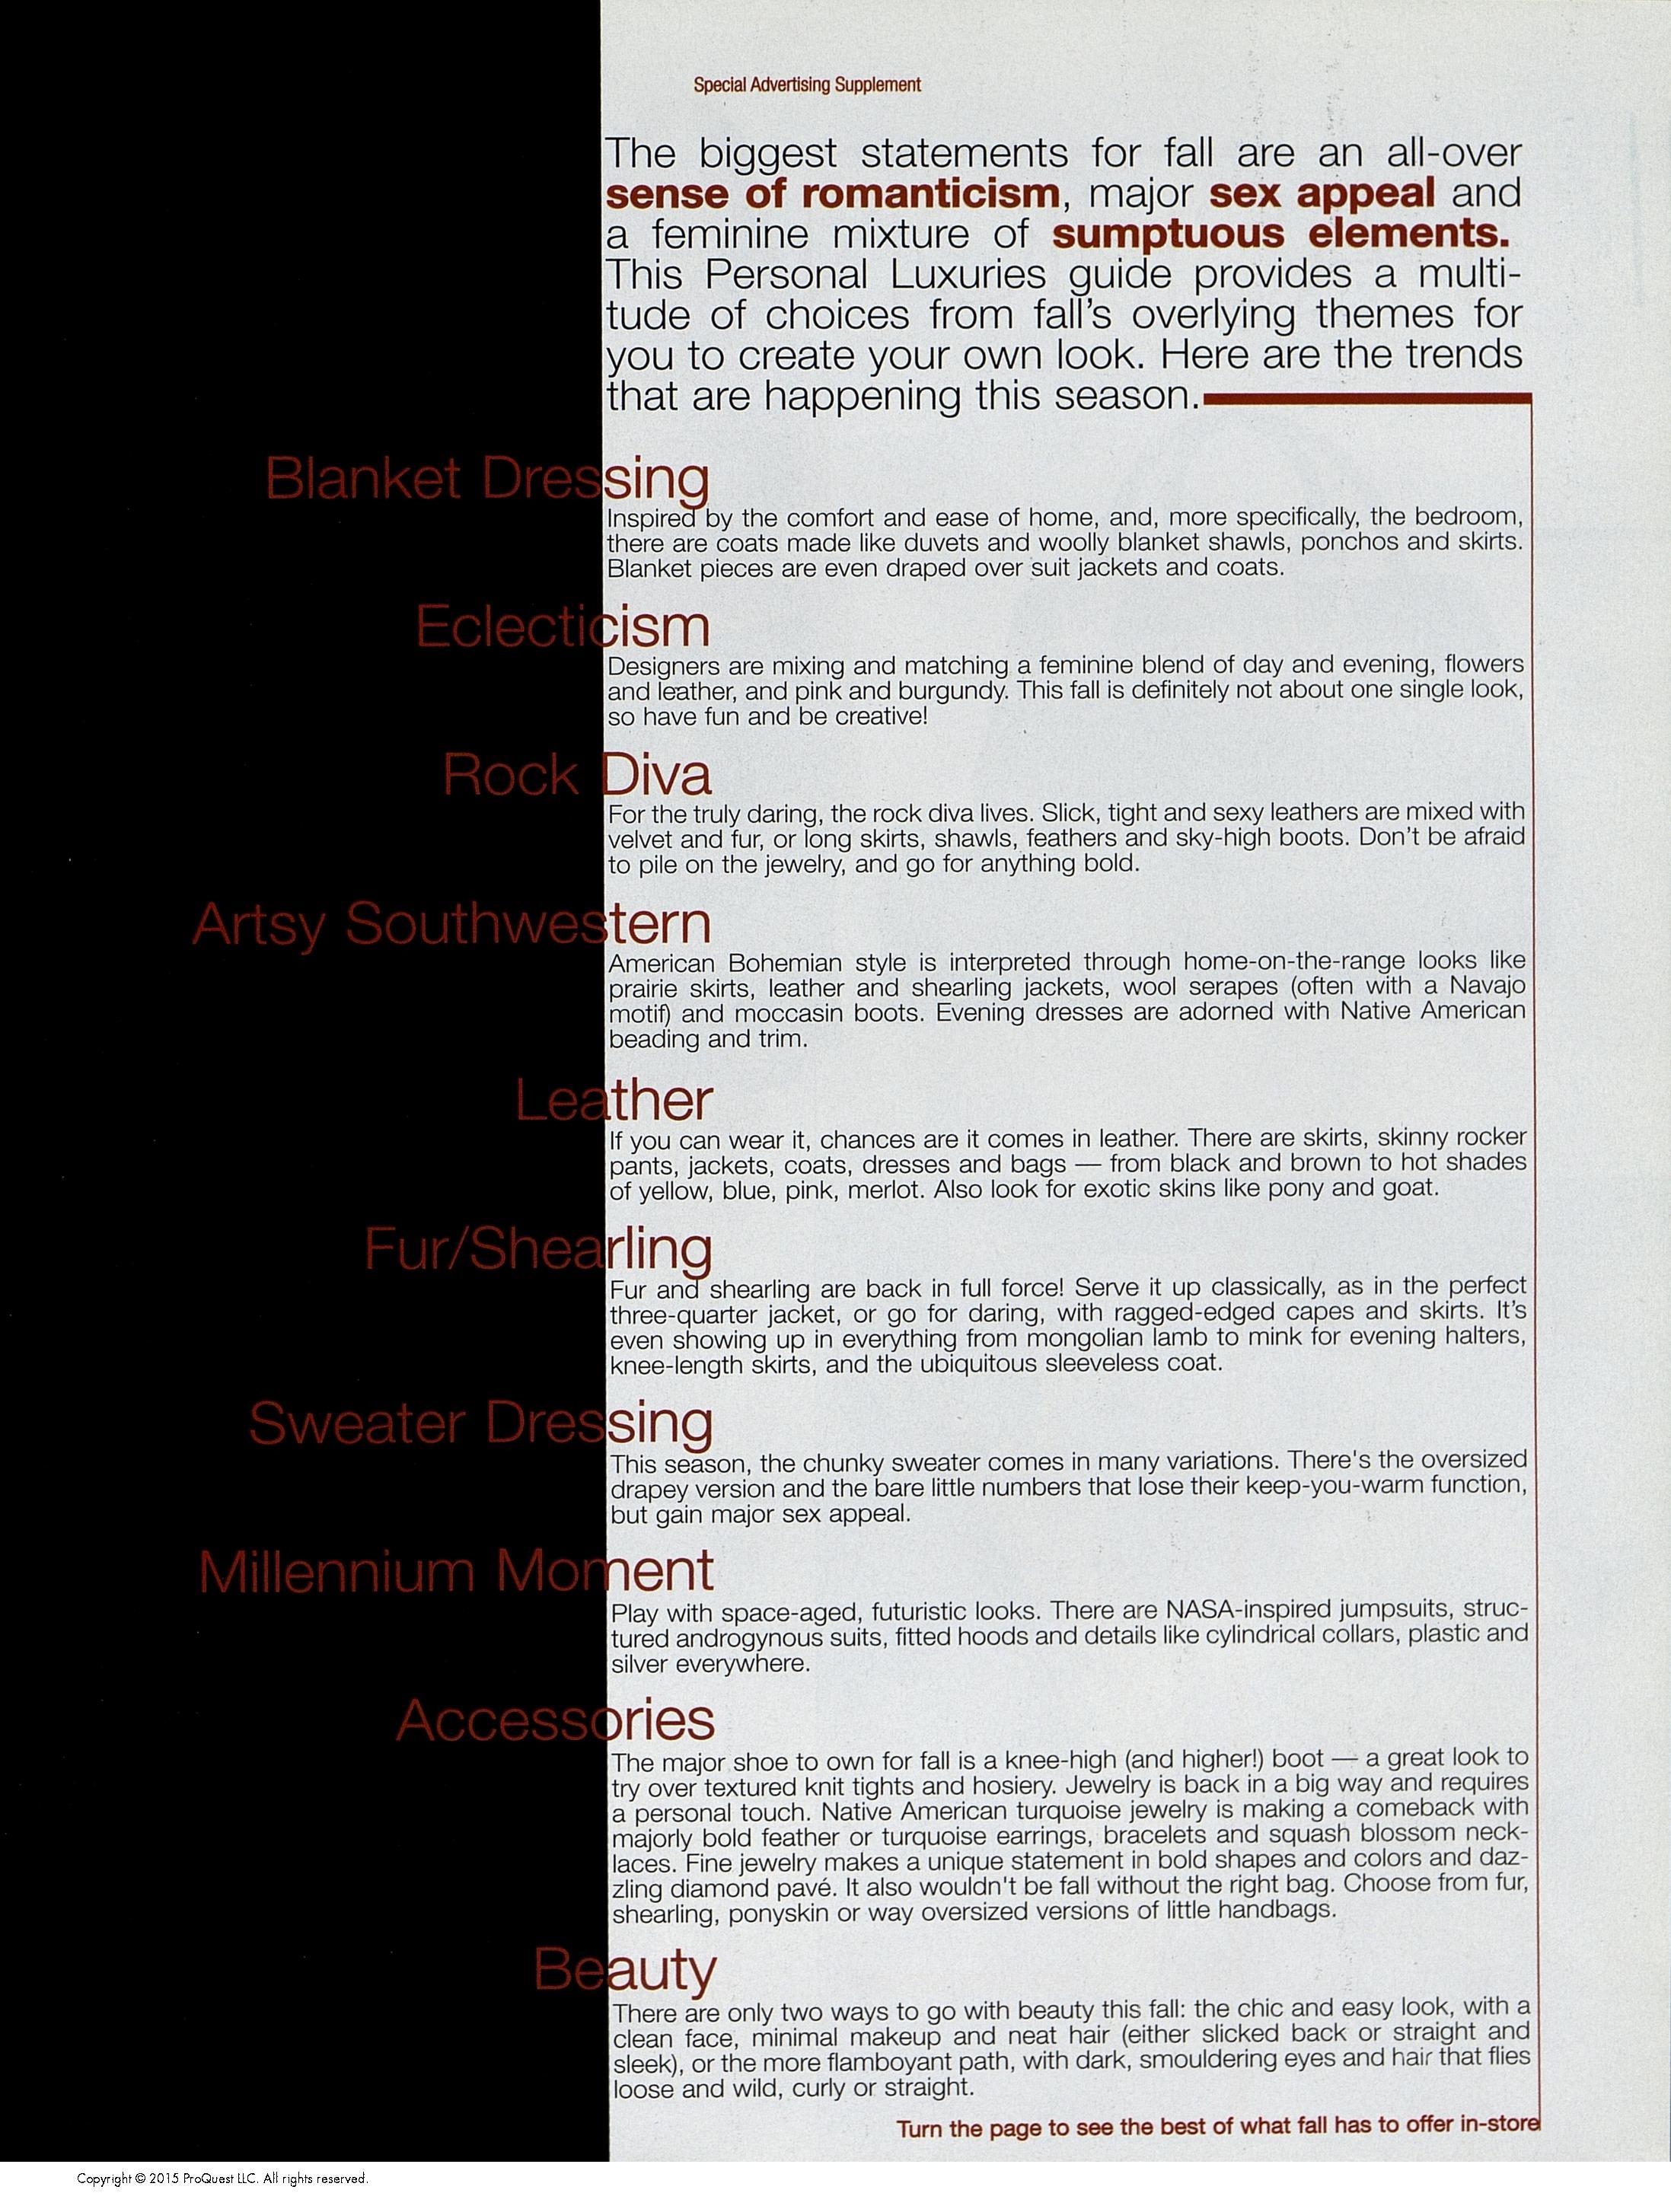 Special Advertising Supplement
The biggest statements for fall are an all-over
sense of romanticism, major sex appeal and
a feminine mixture of sumptuous elements.
This Personal Luxuries guide provides a multi-
tude of choices from fall's overlying themes for
you to create your own look. Here are the trends
that are happening this season.
Blanket Dressing
Inspired by the comfort and ease of home, and, more specifically, the bedroom,
there are coats made like duvets and woolly blanket shawls, ponchos and skirts.
Blanket pieces are even draped over suit jackets and coats.
Eclecticism
Designers are mixing and matching a feminine blend of day and evening, flowers
and leather, and pink and burgundy. This fall is definitely not about one single look,
so have fun and be creative!
Rock Diva
For the truly daring, the rock diva lives. Slick, tight and sexy leathers are mixed with
velvet and fur, or long skirts, shawls, feathers and sky-high boots. Don't be afraid
to pile on the jewelry, and go for anything bold.
Artsy Southwestern
American Bohemian style is interpreted through home-on-the-range looks like
prairie skirts, leather and shearling jackets, wool serapes (often with a Navajo
motif) and moccasin boots. Evening dresses are adorned with Native American
beading and trim.
Leather
If you can wear it, chances are it comes in leather. There are skirts, skinny rocker
pants, jackets, coats, dresses and bags — from black and brown to hot shades
of yellow, blue, pink, merlot. Also look for exotic skins like pony and goat.
Fur/Shearling
Fur and shearling are back in full force! Serve it up classically, as in the perfect
three-quarter jacket, or go for daring, with ragged-edged capes and skirts. It's
even showing up in everything from mongolian lamb to mink for evening halters,
knee-length skirts, and the ubiquitous sleeveless coat.
Sweater Dressing
This season, the chunky sweater comes in many variations. There's the oversized
drapey version and the bare little numbers that lose their keep-you-warm function,
but gain major sex appeal.
Millennium Moment
Play with space-aged, futuristic looks. There are NASA-inspired jumpsuits, struc-
tured androgynous suits, fitted hoods and details like cylindrical collars, plastic and
silver everywhere.
Accessories
The major shoe to own for fall is a knee-high (and higher!) boot — a great look to
try over textured knit tights and hosiery. Jewelry is back in a big way and requires
a personal touch. Native American turquoise jewelry is making a comeback with
majorly bold feather or turquoise earrings, bracelets and squash blossom neck-
laces. Fine jewelry makes a unique statement in bold shapes and colors and daz-
zling diamond pavé. It also wouldn't be fall without the right bag. Choose from fur,
shearling, ponyskin or way oversized versions of little handbags.
Beauty
There are only two ways to go with beauty this fall: the chic and easy look, with a
clean face, minimal makeup and neat hair (either slicked back or straight and
sleek), or the more flamboyant path, with dark, smouldering eyes and hair that flies
loose and wild, curly or straight.
Turn the page to see the best of what fall has to offer in-store
Copyright © 2015 ProQuest LLC. All rights reserved.